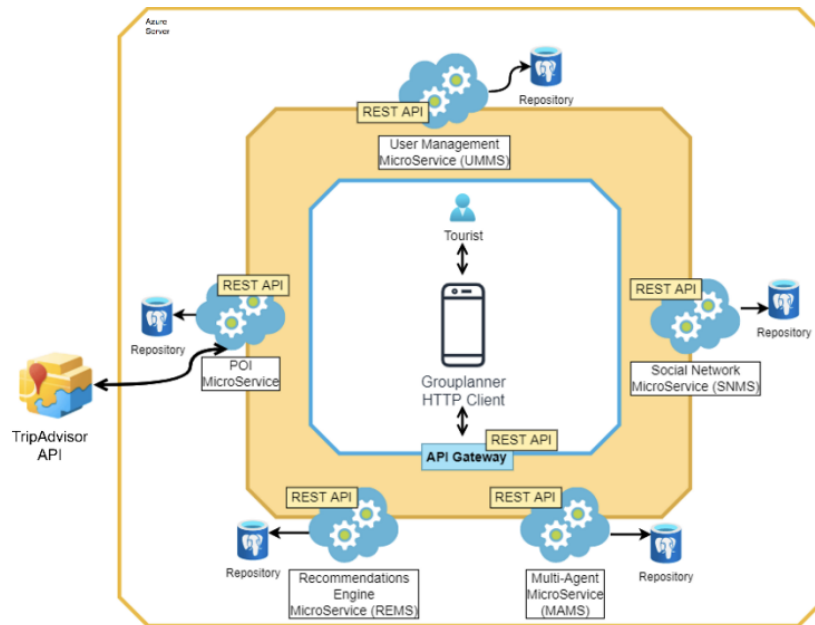 Azure
Server
Repository
REST API
User Management
MicroService (UMMS)
Tourist
REST API
Repository
POI
MicroService
TripAdvisor
API
REST API
Repository
Social Network
MicroService (SNMS)
Grouplanner
HTTP Client
REST API
API Gateway
REST API
Repository
Recommendations
Engine
MicroService (REMS)
REST API
Repository
Multi-Agent
MicroService
(MAMS)